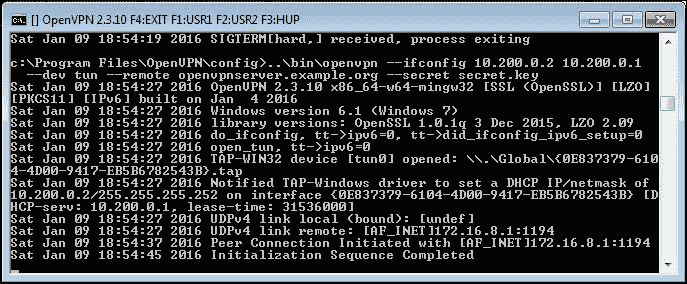 [] OpenVPN 2.3.10 F4:EXIT F1:USR1 F2:USR2 F3:HUP
Sat Jan 09 18:54:19 2016 SIGTERM[hard,] received, process exiting
c:\Program Files\OpenVPN\config>..\bin\openvpn --ifconfig 10.200.0.2 10.200.0.1
--dev tun --remote openvpnserver.example.org --secret secret.key
Sat Jan 09 18:54:27 2016 OpenVPN 2.3.10 x86_64-w64-mingw32 [SSL (OpenSSL)] [LZO]
[PKCS11] [IPv6] built on Jan  4 2016
Sat Jan 09 18:54:27 2016 Windows version 6.1 (Windows 7)
Sat Jan 09 18:54:27 2016 library versions: OpenSSL 1.0.1q 3 Dec 2015, LZO 2.09
Sat Jan 09 18:54:27 2016 do_ifconfig, tt->ipv6=0, tt->did_ifconfig_ipv6_setup=0
Sat Jan 09 18:54:27 2016 open_tun, tt->ipv6=0
Sat Jan 09 18:54:27 2016 TAP-WIN32 device [tun0] opened: \\.\Global\{0E837379-610
4-4D00-9417-EB5B6782543B}.tap
Sat Jan 09 18:54:27 2016 Notified TAP-Windows driver to set a DHCP IP/netmask of
10.200.0.2/255.255.255.252 on interface {0E837379-6104-4D00-9417-EB5B6782543B} [D
HCP-serv: 10.200.0.1, lease-time: 31536000]
Sat Jan 09 18:54:27 2016 UDPv4 link local (bound): [undef]
Sat Jan 09 18:54:27 2016 UDPv4 link remote: [AF_INET]172.16.8.1:1194
Sat Jan 09 18:54:37 2016 Peer Connection Initiated with [AF_INET]172.16.8.1:1194
Sat Jan 09 18:54:45 2016 Initialization Sequence Completed